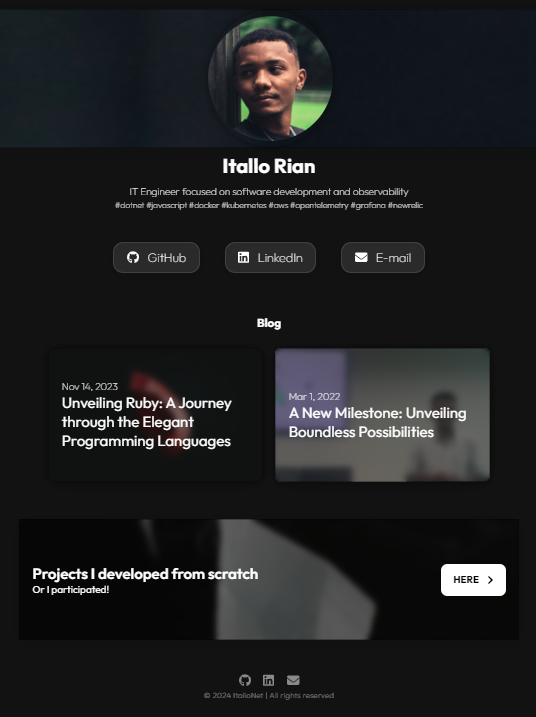 Itallo Rian
IT Engineer focused on software development and observability
#dotnet #javascript #docker #kubernetes #aws #opentelemetry #grafana #newrelic
GitHub
LinkedIn
E-mail
Blog
Nov 14, 2023
Unveiling Ruby: A Journey
through the Elegant
Programming Languages
Mar 1, 2022
A New Milestone: Unveiling
Boundless Possibilities
Projects I developed from scratch
Or I participated!
HERE
© 2024 ItalloNet | All rights reserved